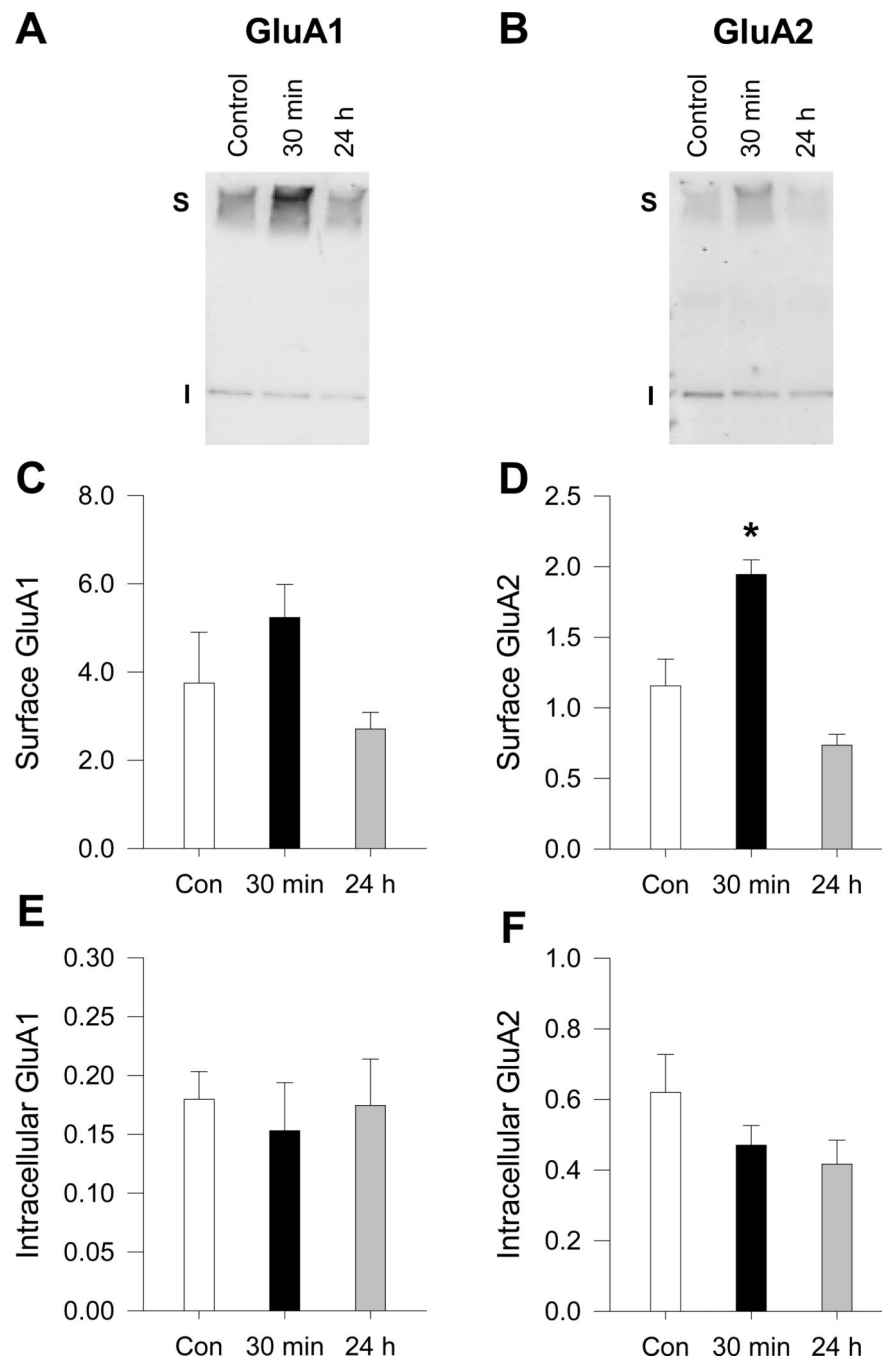 A GluA1 B GluA2
Control 30 min 24 h Control 30 min 24 h
S S
I I
C D
Surface GluA1
8.0
6.0
4.0
2.0
0.0
Con 30 min 24 h
Surface GluA2
2.5
*
2.0
1.5
1.0
0.5
0.0
Con 30 min 24 h
E F
Intracellular GluA1
0.30
0.25
0.20
0.15
0.10
0.05
0.00
Con 30 min 24 h
Intracellular GluA2
1.0
0.8
0.6
0.4
0.2
0.0
Con 30 min 24 h